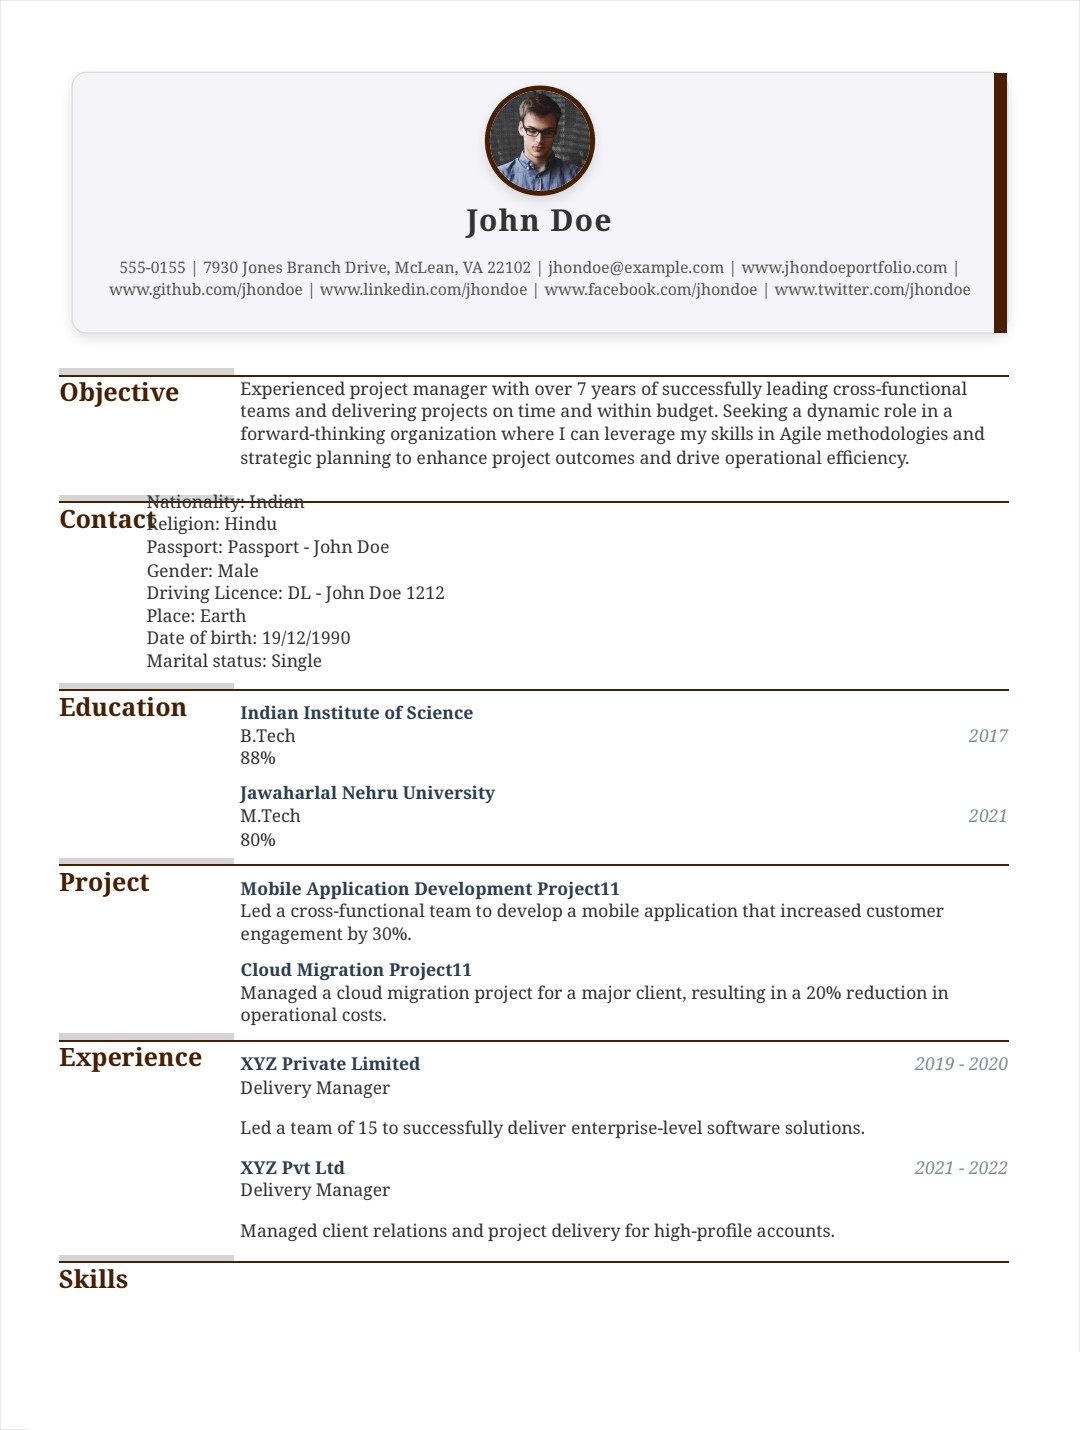 John Doe
555-0155 | 7930 Jones Branch Drive, McLean, VA 22102 | jhondoe@example.com | www.jhondoeportfolio.com |
www.github.com/jhondoe | www.linkedin.com/jhondoe | www.facebook.com/jhondoe | www.twitter.com/jhondoe
Objective
Experienced project manager with over 7 years of successfully leading cross-functional
teams and delivering projects on time and within budget. Seeking a dynamic role in a
forward-thinking organization where I can leverage my skills in Agile methodologies and
strategic planning to enhance project outcomes and drive operational efficiency.
Contact
Nationality: Indian
Religion: Hindu
Passport: Passport - John Doe
Gender: Male
Driving Licence: DL - John Doe 1212
Place: Earth
Date of birth: 19/12/1990
Marital status: Single
Education
Indian Institute of Science
B.Tech 2017
88%
Jawaharlal Nehru University
M.Tech 2021
80%
Project
Mobile Application Development Project11
Led a cross-functional team to develop a mobile application that increased customer
engagement by 30%.
Cloud Migration Project11
Managed a cloud migration project for a major client, resulting in a 20% reduction in
operational costs.
Experience
XYZ Private Limited 2019 - 2020
Delivery Manager
Led a team of 15 to successfully deliver enterprise-level software solutions.
XYZ Pvt Ltd 2021 - 2022
Delivery Manager
Managed client relations and project delivery for high-profile accounts.
Skills